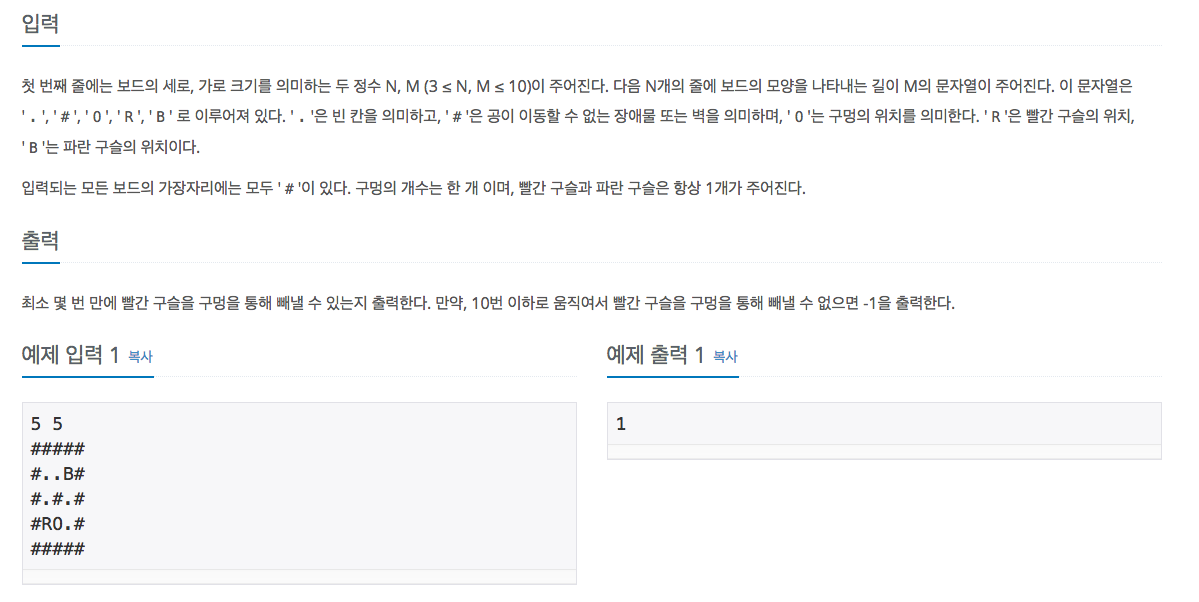 입력
첫 번째 줄에는 보드의 세로, 가로 크기를 의미하는 두 정수 N, M (3 ≤ N, M ≤ 10)이 주어진다. 다음 N개의 줄에 보드의 모양을 나타내는 길이 M의 문자열이 주어진다. 이 문자열은
'.', '#', 'O', 'R', 'B' 로 이루어져 있다. '.'은 빈 칸을 의미하고, '#'은 공이 이동할 수 없는 장애물 또는 벽을 의미하며, 'O'는 구멍의 위치를 의미한다. 'R'은 빨간 구슬의 위치,
'B'는 파란 구슬의 위치이다.
입력되는 모든 보드의 가장자리에는 모두 '#'이 있다. 구멍의 개수는 한 개 이며, 빨간 구슬과 파란 구슬은 항상 1개가 주어진다.
출력
최소 몇 번 만에 빨간 구슬을 구멍을 통해 빼낼 수 있는지 출력한다. 만약, 10번 이하로 움직여서 빨간 구슬을 구멍을 통해 빼낼 수 없으면 -1을 출력한다.
예제 입력 1 복사
5 5
#####
#..B#
#.#.#
#RO.#
#####
예제 출력 1 복사
1